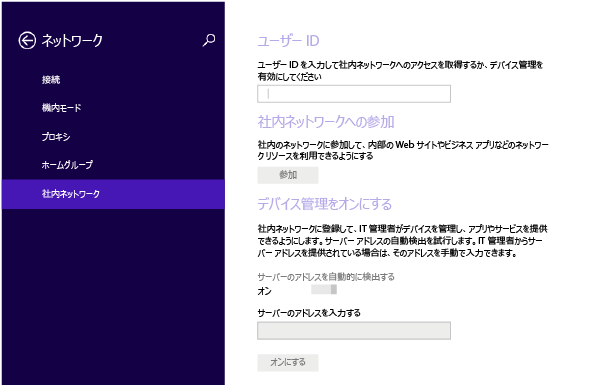 ネットワーク
接続
機内モード
プロキシ
ホームグループ
社内ネットワーク
ユーザー ID
ユーザー ID を入力して社内ネットワークへのアクセスを取得するか、デバイス管理を
有効にしてください
社内ネットワークへの参加
社内のネットワークに参加して、内部の Web サイトやビジネス アプリなどのネットワー
クリソースを利用できるようにする
参加
デバイス管理をオンにする
社内ネットワークに登録して、IT 管理者がデバイスを管理し、アプリやサービスを提供
できるようにします。サーバー アドレスの自動検出を試行します。IT 管理者からサー
バー アドレスを提供されている場合は、そのアドレスを手動で入力できます。
サーバーのアドレスを自動的に検出する
オン
サーバーのアドレスを入力する
オンにする